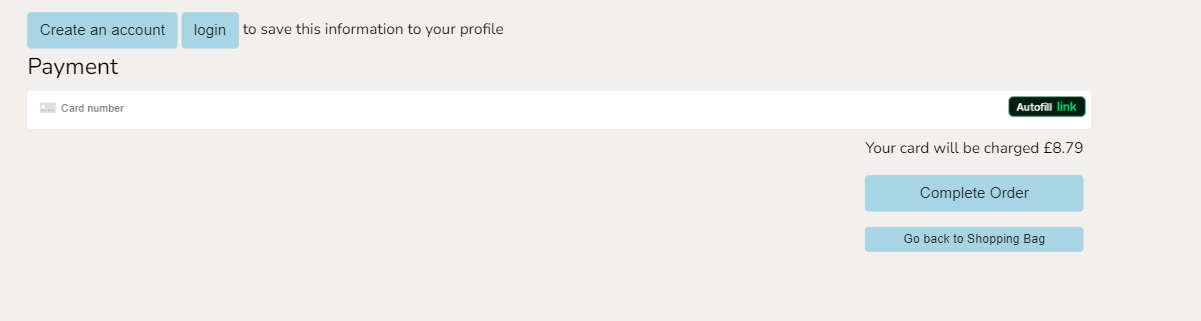 Create an account login to save this information to your profile
Payment
Card number Autofill link
Your card will be charged £8.79
Complete Order
Go back to Shopping Bag